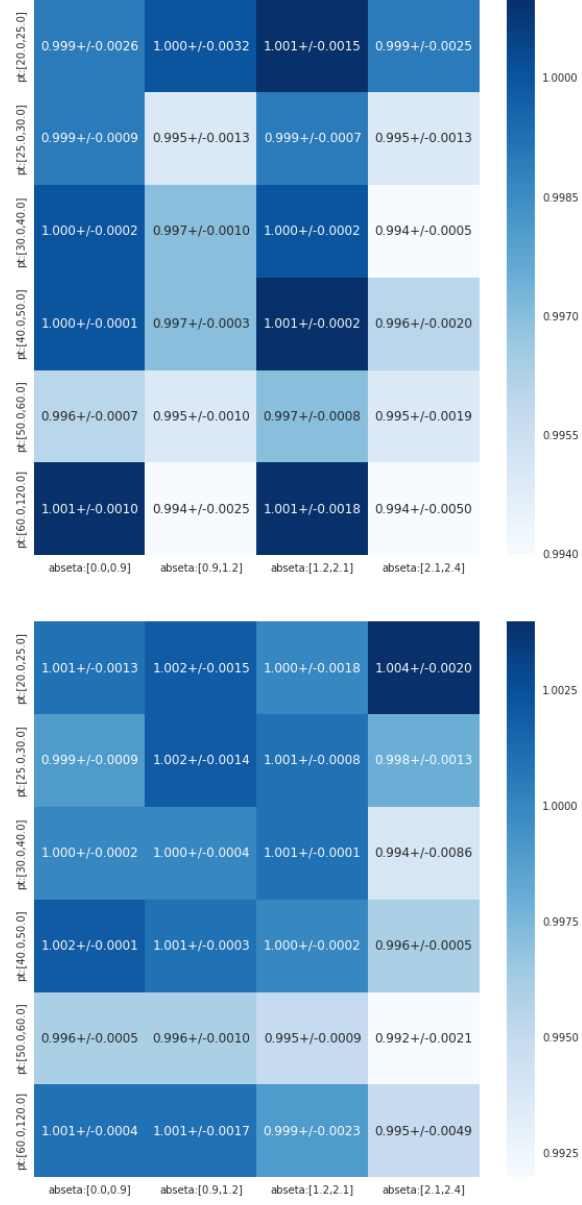 pt:[20.0,25.0] 0.999+/-0.0026 1.000+/-0.0032 1.001+/-0.0015 0.999+/-0.0025
1.0000
pt:[25.0,30.0] 0.999+/-0.0009 0.995+/-0.0013 0.999+/-0.0007 0.995+/-0.0013
0.9985
pt:[30.0,40.0] 1.000+/-0.0002 0.997+/-0.0010 1.000+/-0.0002 0.994+/-0.0005
0.9970
pt:[40.0,50.0] 1.000+/-0.0001 0.997+/-0.0003 1.001+/-0.0002 0.996+/-0.0020
pt:[50.0,60.0] 0.996+/-0.0007 0.995+/-0.0010 0.997+/-0.0008 0.995+/-0.0019
0.9955
pt:[60.0,120.0] 1.001+/-0.0010 0.994+/-0.0025 1.001+/-0.0018 0.994+/-0.0050
0.9940
abseta:[0.0,0.9] abseta:[0.9,1.2] abseta:[1.2,2.1] abseta:[2.1,2.4]
pt:[20.0,25.0] 1.001+/-0.0013 1.002+/-0.0015 1.000+/-0.0018 1.004+/-0.0020
1.0025
pt:[25.0,30.0] 0.999+/-0.0009 1.002+/-0.0014 1.001+/-0.0008 0.998+/-0.0013
1.0000
pt:[30.0,40.0] 1.000+/-0.0002 1.000+/-0.0004 1.001+/-0.0001 0.994+/-0.0086
0.9975
pt:[40.0,50.0] 1.002+/-0.0001 1.001+/-0.0003 1.000+/-0.0002 0.996+/-0.0005
pt:[50.0,60.0] 0.996+/-0.0005 0.996+/-0.0010 0.995+/-0.0009 0.992+/-0.0021
0.9950
pt:[60.0,120.0] 1.001+/-0.0004 1.001+/-0.0017 0.999+/-0.0023 0.995+/-0.0049
0.9925
abseta:[0.0,0.9] abseta:[0.9,1.2] abseta:[1.2,2.1] abseta:[2.1,2.4]